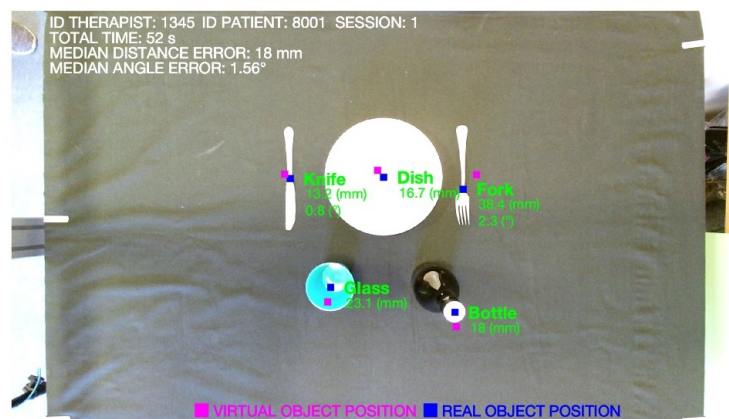 ID THERAPIST: 1345 ID PATIENT: 8001 SESSION: 1
TOTAL TIME: 52 s
MEDIAN DISTANCE ERROR: 18 mm
MEDIAN ANGLE ERROR: 1.56°
Knife
13.2 (mm)
0.8 (°)
Dish
16.7 (mm)
Fork
38.4 (mm)
2.3 (°)
Glass
23.1 (mm)
Bottle
18 (mm)
VIRTUAL OBJECT POSITION REAL OBJECT POSITION